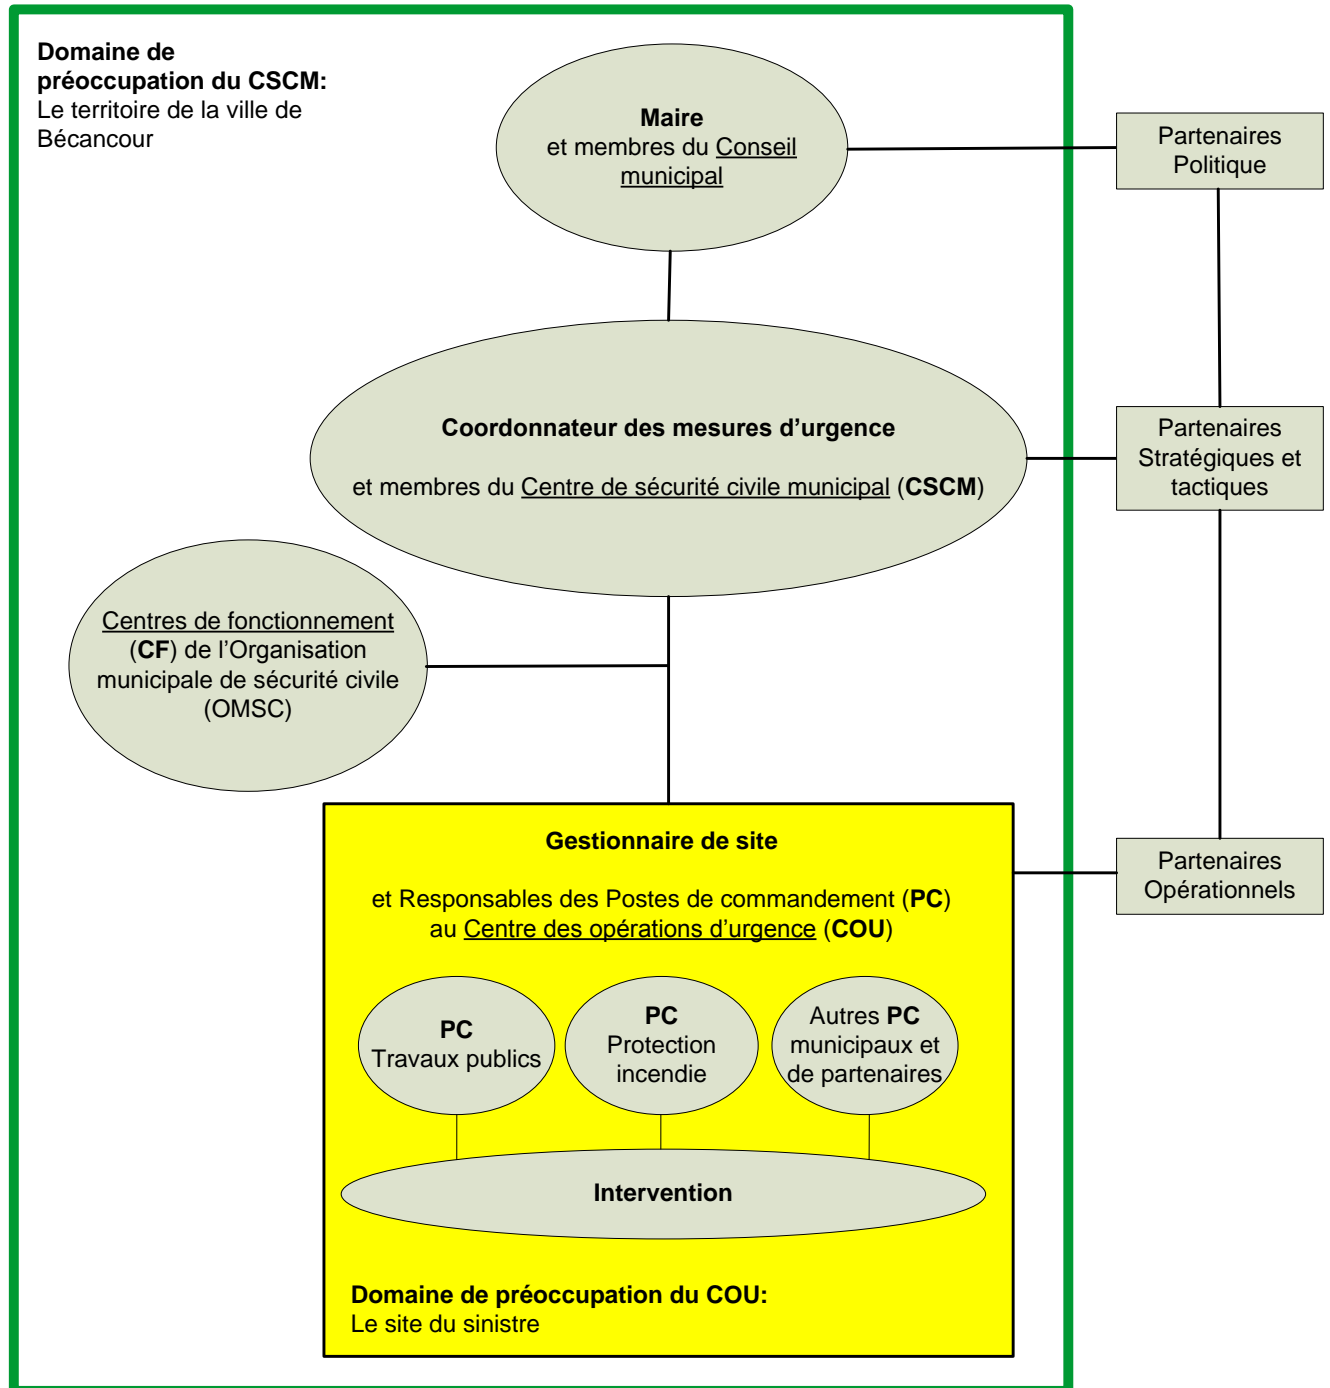 Domaine de
préoccupation du CSCM:
Le territoire de la ville de
Bécancour
Maire
et membres du Conseil
municipal
Partenaires
Politique
Coordonnateur des mesures d’urgence
et membres du Centre de sécurité civile municipal (CSCM)
Partenaires
Stratégiques et
tactiques
Centres de fonctionnement
(CF) de l’Organisation
municipale de sécurité civile
(OMSC)
Gestionnaire de site
et Responsables des Postes de commandement (PC)
au Centre des opérations d’urgence (COU)
Partenaires
Opérationnels
PC
Travaux publics
PC
Protection
incendie
Autres PC
municipaux et
de partenaires
Intervention
Domaine de préoccupation du COU:
Le site du sinistre